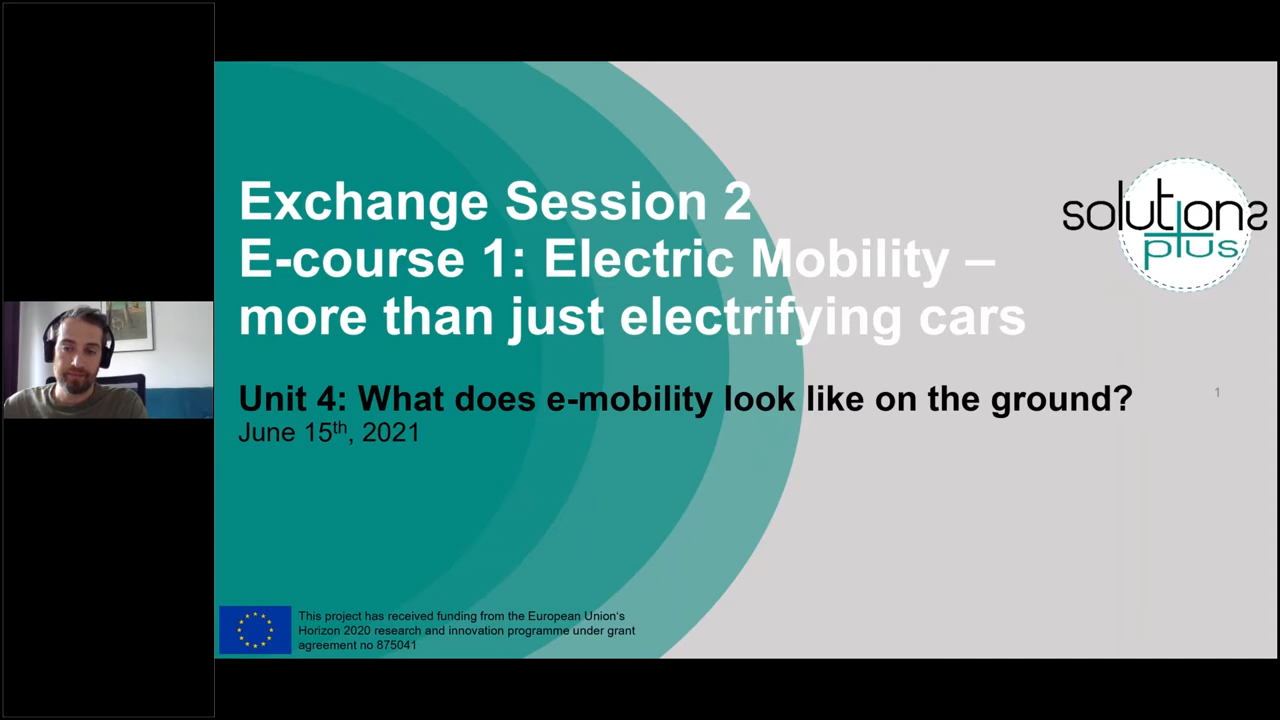 Exchange Session 2
E-course 1: Electric Mobility –
more than just electrifying cars
solutions
plus
Unit 4: What does e-mobility look like on the ground?
1
June 15th, 2021
This project has received funding from the European Union‘s
Horizon 2020 research and innovation programme under grant
agreement no 875041